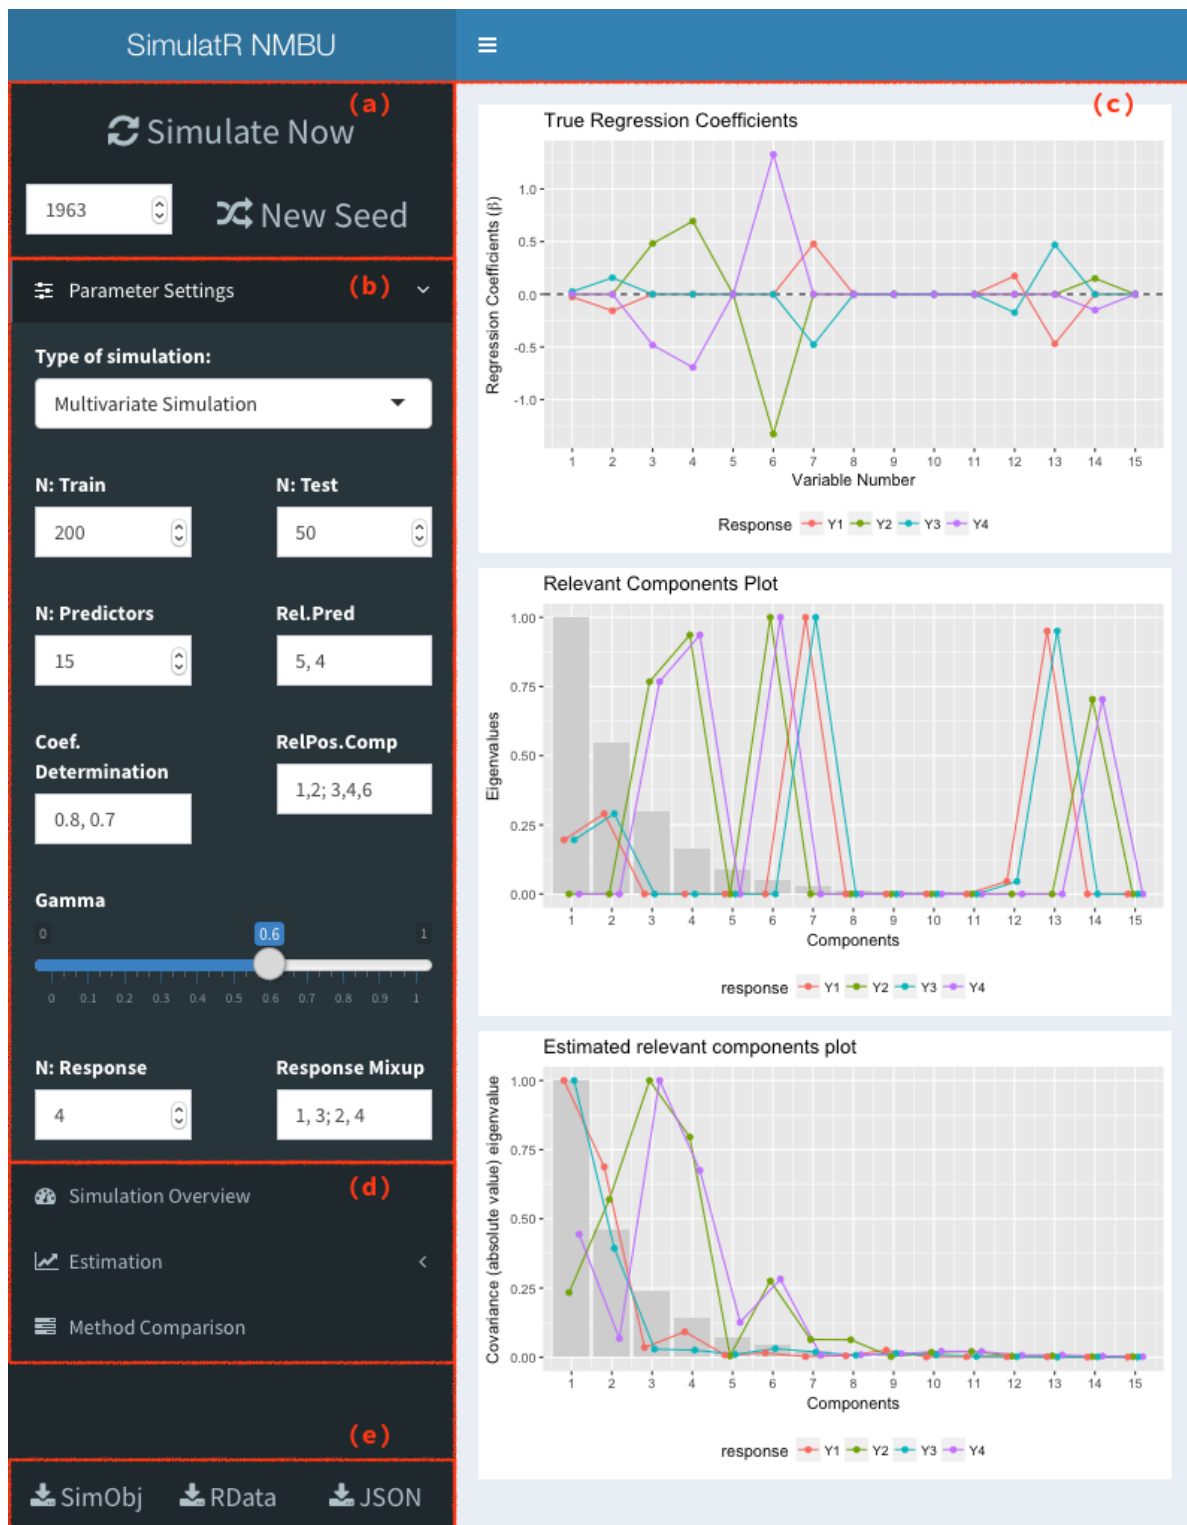 SimulatR NMBU
(a)
Simulate Now
1963
New Seed
Parameter Settings
(b)
Type of simulation:
Multivariate Simulation
N: Train
N: Test
200
50
N: Predictors
Rel.Pred
15
5, 4
Coef.
Determination
RelPos.Comp
0.8, 0.7
1,2; 3,4,6
Gamma
0
0.6
1
0 0.1 0.2 0.3 0.4 0.5 0.6 0.7 0.8 0.9 1
N: Response
Response Mixup
4
1, 3; 2, 4
Simulation Overview
(d)
Estimation
Method Comparison
(e)
SimObj
RData
JSON
(c)
True Regression Coefficients
Regression Coefficients (β)
1.0
0.5
0.0
-0.5
-1.0
1 2 3 4 5 6 7 8 9 10 11 12 13 14 15
Variable Number
Response Y1 Y2 Y3 Y4
Relevant Components Plot
Eigenvalues
1.00
0.75
0.50
0.25
0.00
1 2 3 4 5 6 7 8 9 10 11 12 13 14 15
Components
response Y1 Y2 Y3 Y4
Estimated relevant components plot
Covariance (absolute value) eigenvalue
1.00
0.75
0.50
0.25
0.00
1 2 3 4 5 6 7 8 9 10 11 12 13 14 15
Components
response Y1 Y2 Y3 Y4